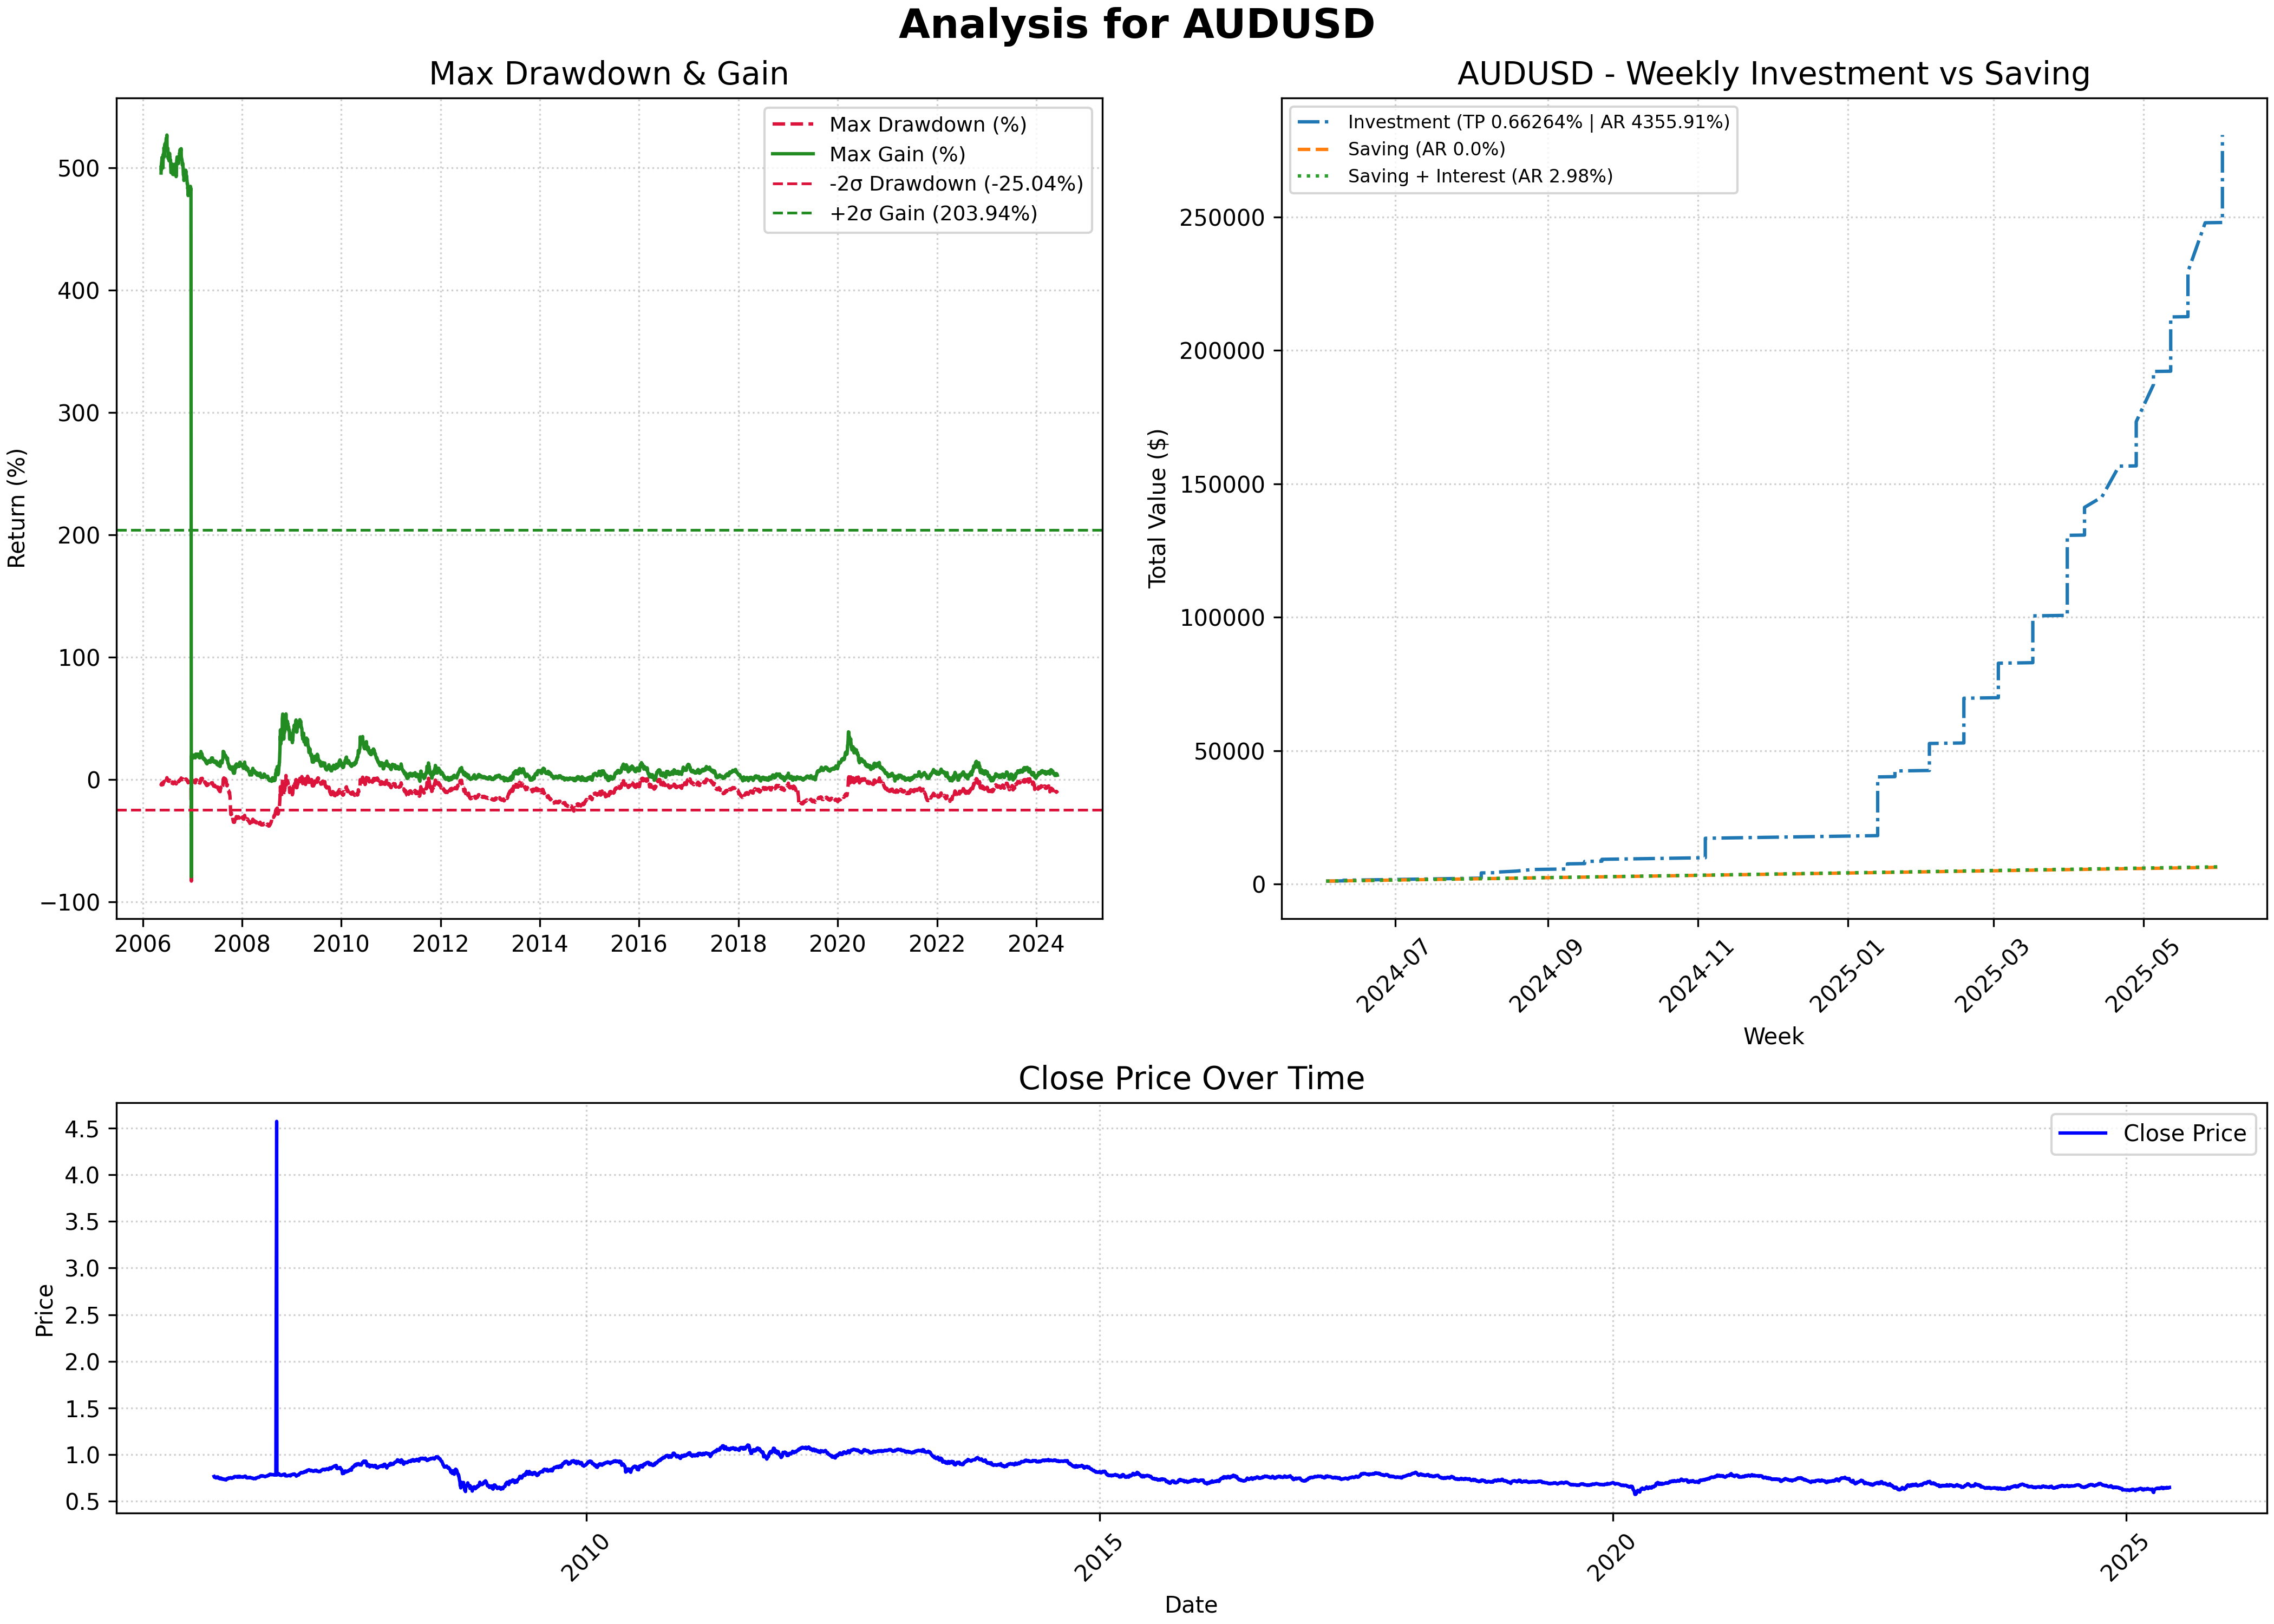 Analysis for AUDUSD
Max Drawdown & Gain
Return (%)
500
400
300
200
100
0
−100
2006 2008 2010 2012 2014 2016 2018 2020 2022 2024
Max Drawdown (%)
Max Gain (%)
-2σ Drawdown (-25.04%)
+2σ Gain (203.94%)
AUDUSD - Weekly Investment vs Saving
Total Value ($)
250000
200000
150000
100000
50000
0
2024-07 2024-09 2024-11 2025-01 2025-03 2025-05
Week
Investment (TP 0.66264% | AR 4355.91%)
Saving (AR 0.0%)
Saving + Interest (AR 2.98%)
Close Price Over Time
Price
4.5
4.0
3.5
3.0
2.5
2.0
1.5
1.0
0.5
2010 2015 2020 2025
Date
Close Price